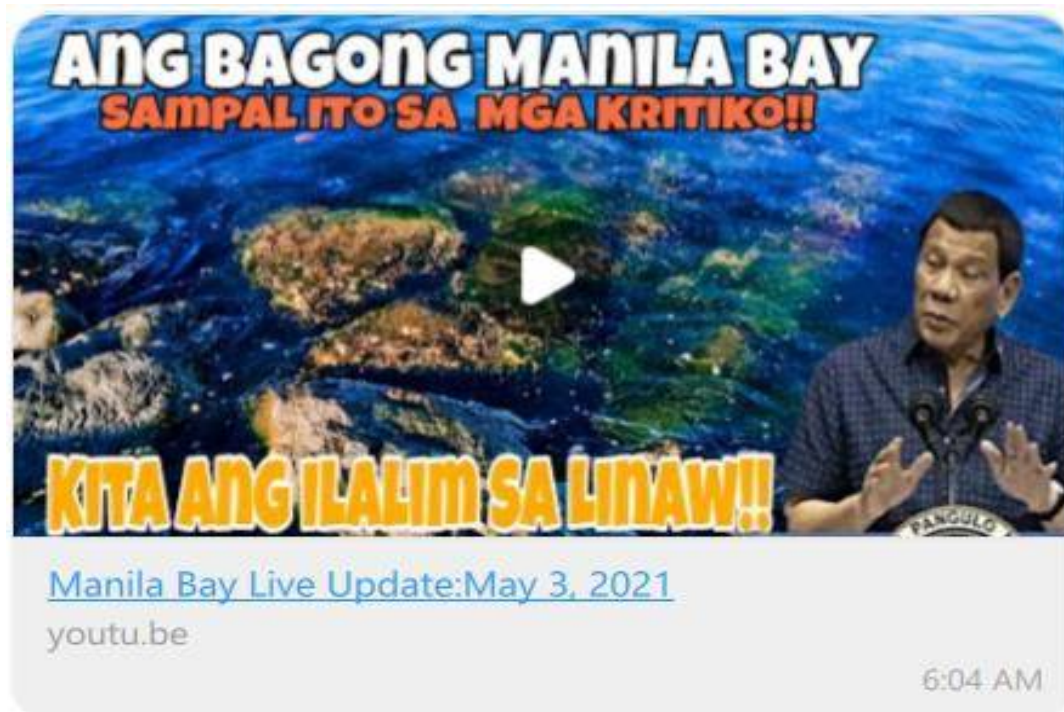 ANG BAGONG MANILA BAY
SAMPAL ITO SA MGA KRITIKO!!
KITA ANG ILALIM SA LINAW!!
PANGULO
Manila Bay Live Update:May 3, 2021
youtu.be
6:04 AM